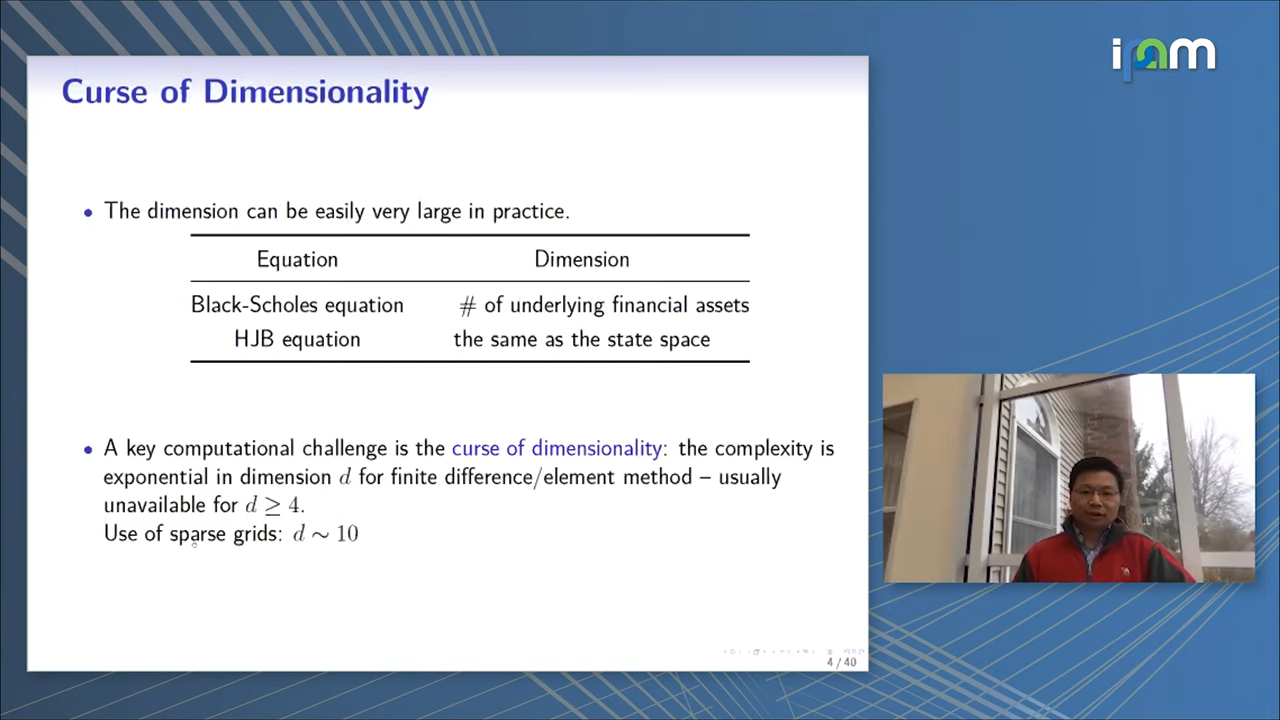 ipam
Curse of Dimensionality
• The dimension can be easily very large in practice.
Equation Dimension
Black-Scholes equation # of underlying financial assets
HJB equation the same as the state space
• A key computational challenge is the curse of dimensionality: the complexity is
exponential in dimension d for finite difference/element method – usually
unavailable for d ≥ 4.
Use of sparse grids: d ∼ 10
4 / 40